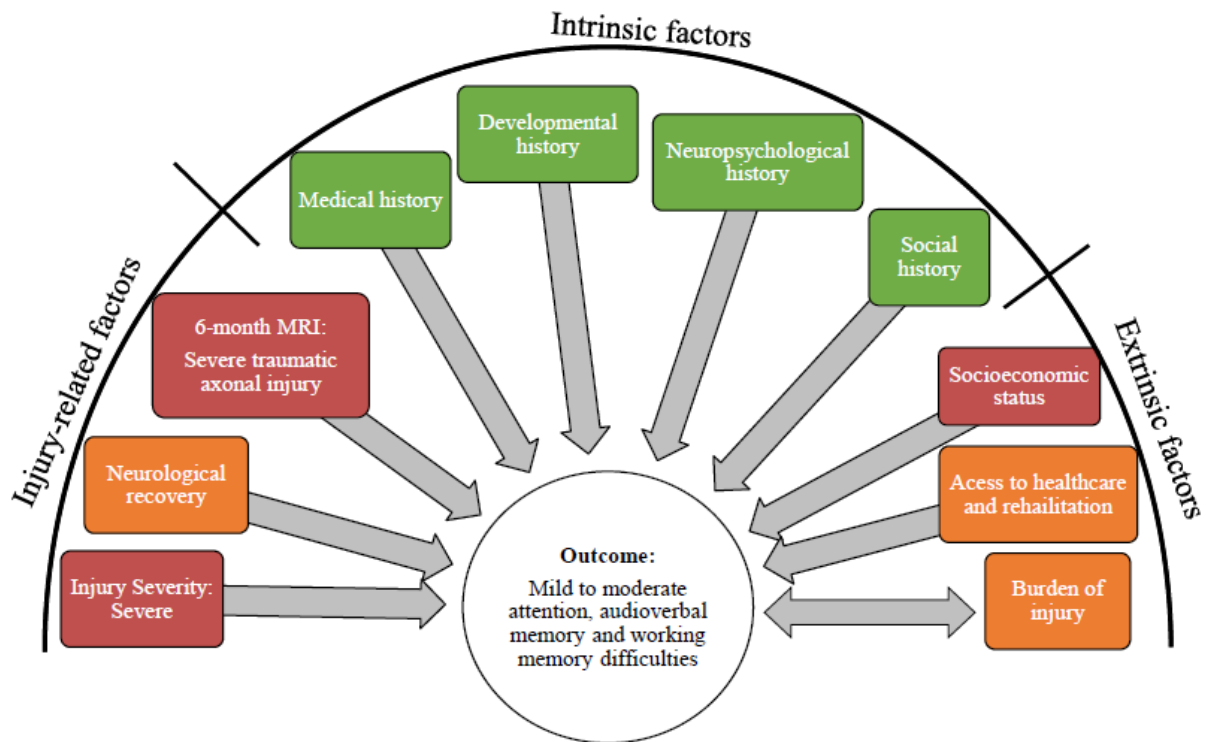 Intrinsic factors
Developmental
history
Neuropsychological
history
Medical history
Social
history
Injury-related factors
6-month MRI:
Severe traumatic
axonal injury
Extrinsic factors
Socioeconomic
status
Neurological
recovery
Acess to healthcare
and rehailitation
Injury Severity:
Severe
Outcome:
Mild to moderate
attention, audioverbal
memory and working
memory difficulties
Burden of
injury